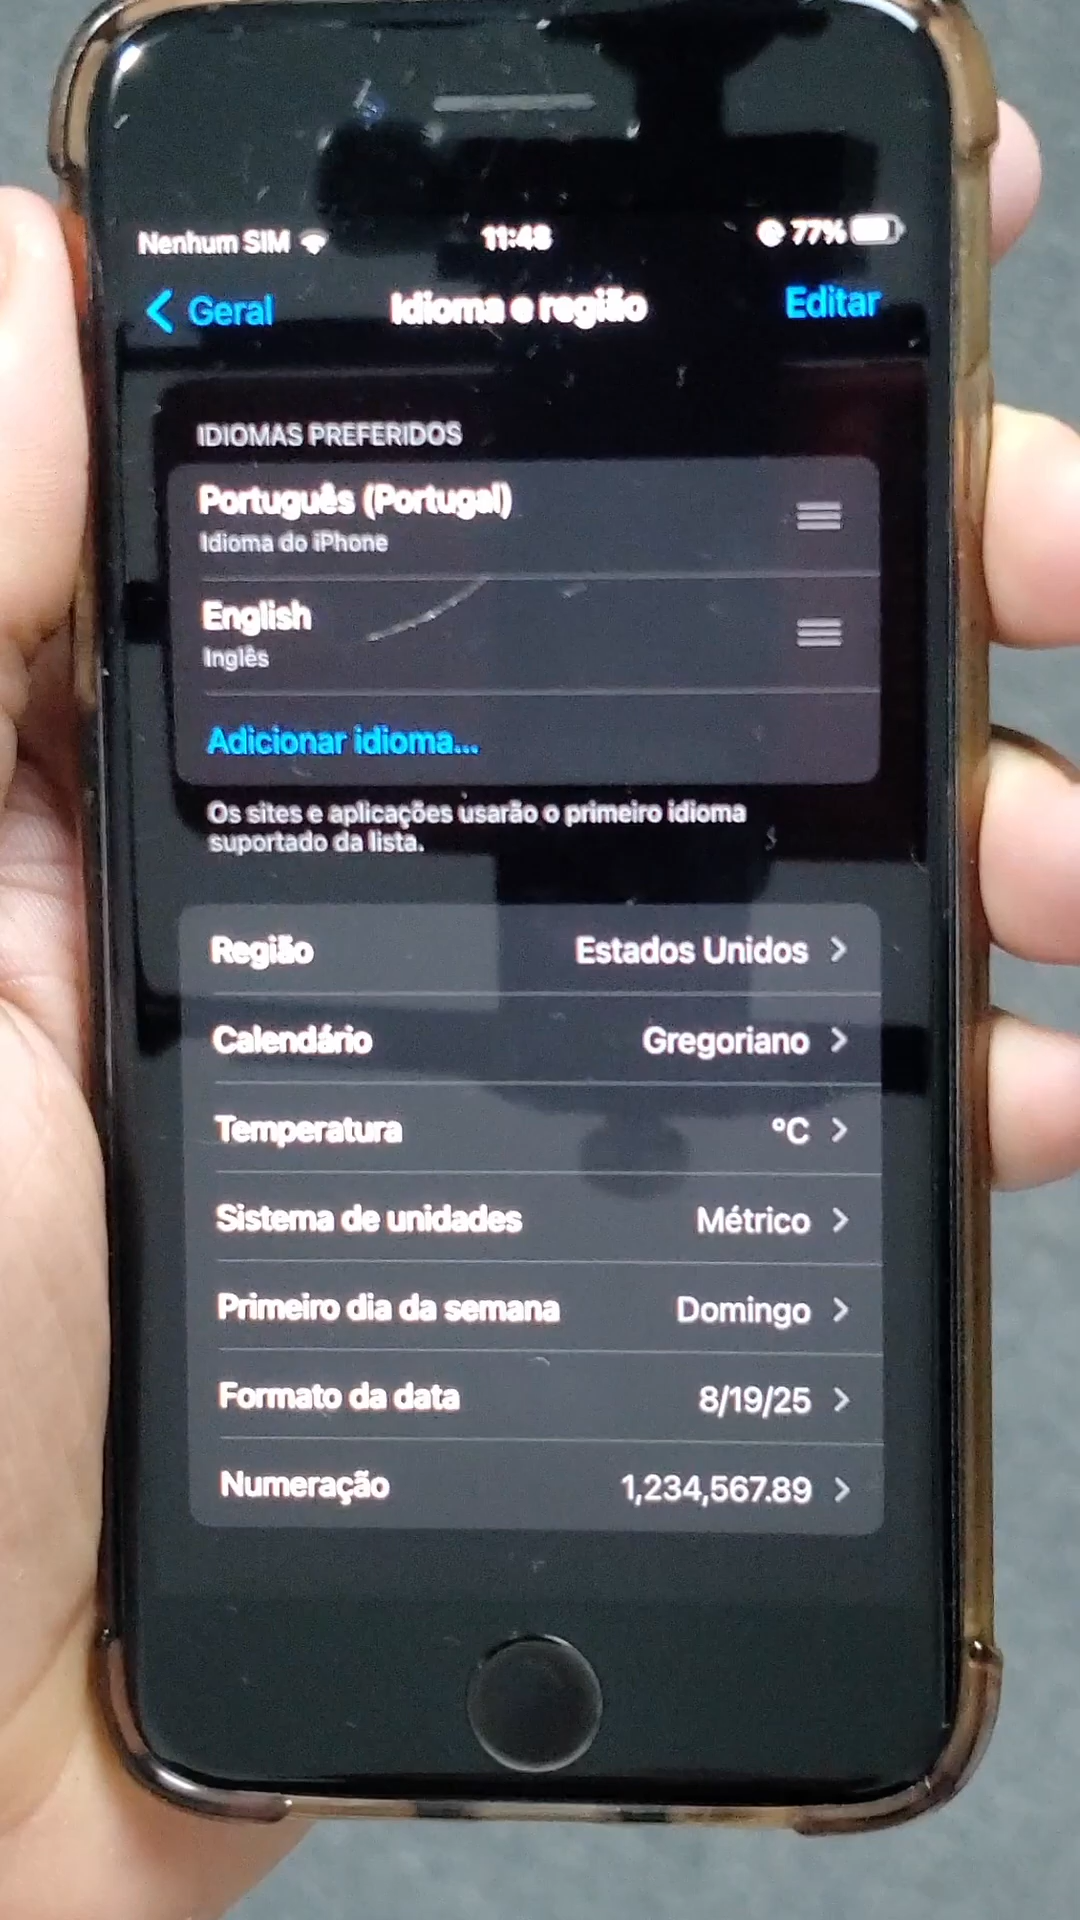 Nenhum SIM 11:48 77%
Geral Idioma e região Editar
IDIOMAS PREFERIDOS
Português (Portugal)
Idioma do iPhone
English
Inglês
Adicionar idioma...
Os sites e aplicações usarão o primeiro idioma
suportado da lista.
Região Estados Unidos
Calendário Gregoriano
Temperatura °C
Sistema de unidades Métrico
Primeiro dia da semana Domingo
Formato da data 8/19/25
Numeração 1,234,567.89